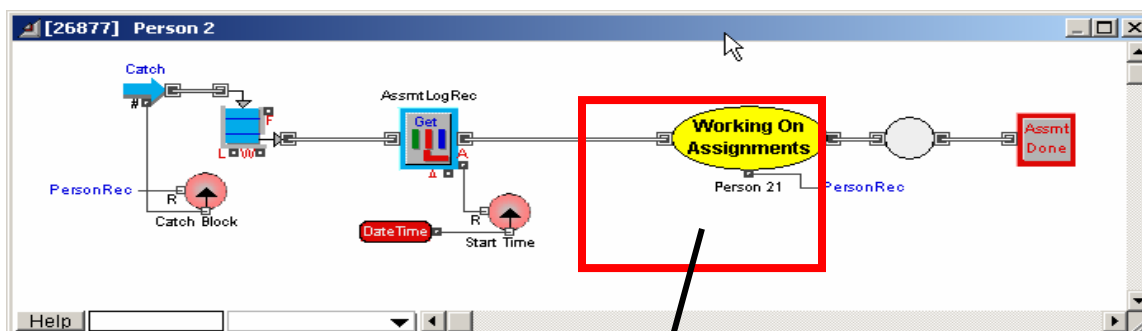 [26877] Person 2
Catch
#
F
L W
PersonRec
R
Catch Block
AssmtLogRec
Get
A
Δ
DateTime
R
Start Time
Working On
Assignments
Person 21
PersonRec
Assmt
Done
Help